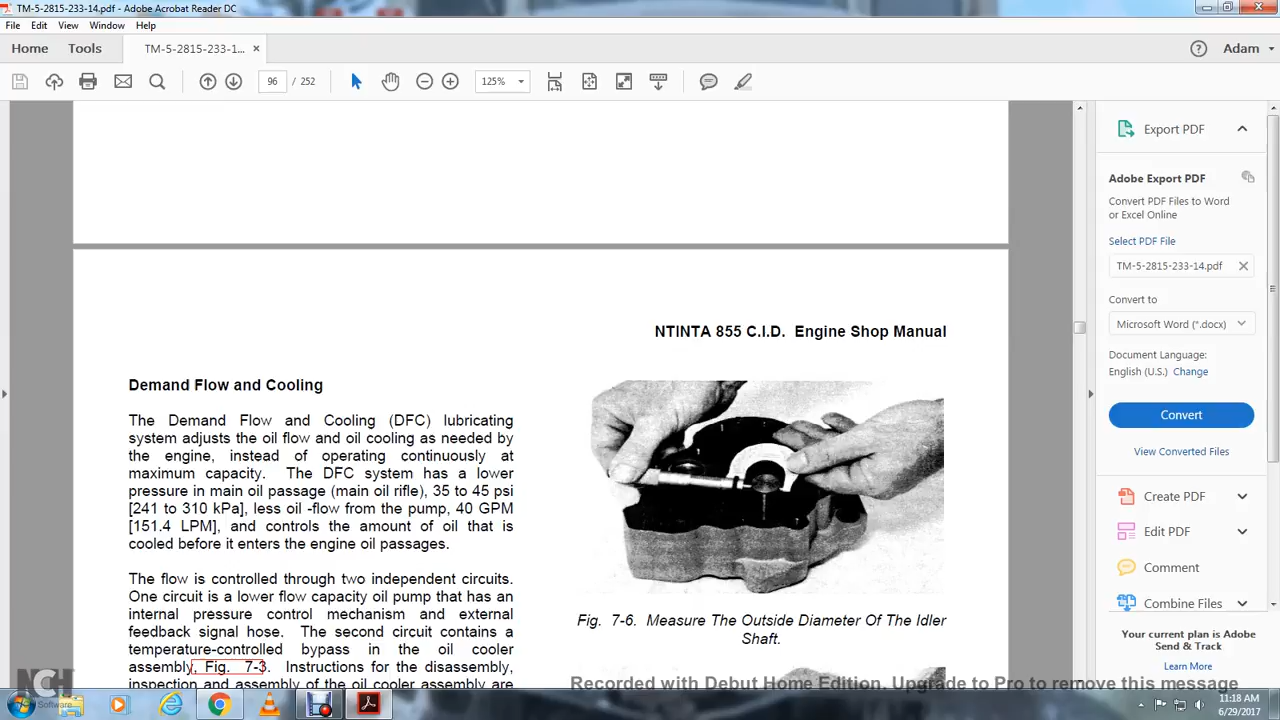 TM-5-2815-233-14.pdf - Adobe Acrobat Reader DC
File Edit View Window Help
Home Tools TM-5-2815-233-1... × Adam
96 / 252 125%
Export PDF
Adobe Export PDF
Convert PDF Files to Word
or Excel Online
Select PDF File
TM-5-2815-233-14.pdf
Convert to
Microsoft Word (*.docx)
Document Language:
English (U.S.) Change
Convert
View Converted Files
Create PDF
Edit PDF
Comment
Combine Files
Your current plan is Adobe
Send & Track
Learn More
NTINTA 855 C.I.D. Engine Shop Manual
Demand Flow and Cooling
The Demand Flow and Cooling (DFC) lubricating
system adjusts the oil flow and oil cooling as needed by
the engine, instead of operating continuously at
maximum capacity. The DFC system has a lower
pressure in main oil passage (main oil rifle), 35 to 45 psi
[241 to 310 kPa], less oil -flow from the pump, 40 GPM
[151.4 LPM], and controls the amount of oil that is
cooled before it enters the engine oil passages.
The flow is controlled through two independent circuits.
One circuit is a lower flow capacity oil pump that has an
internal pressure control mechanism and external
feedback signal hose. The second circuit contains a
temperature-controlled bypass in the oil cooler
assembly, Fig. 7-3. Instructions for the disassembly,
inspection and assembly of the oil cooler assembly are
Fig. 7-6. Measure The Outside Diameter Of The Idler
Shaft.
Recorded with Debut Home Edition. Upgrade to Pro to remove this message
NCH
Software
11:18 AM
6/29/2017